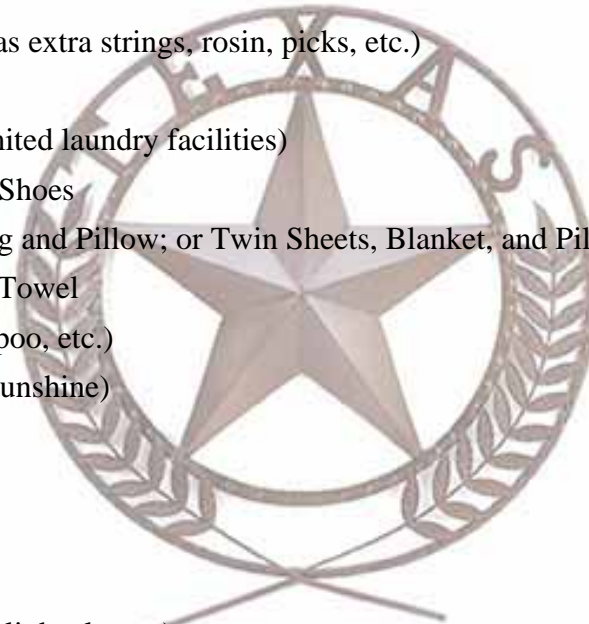 as extra strings, rosin, picks, etc.)
TEXAS
nited laundry facilities)
Shoes
g and Pillow; or Twin Sheets, Blanket, and Pil
Towel
poo, etc.)
unshine)